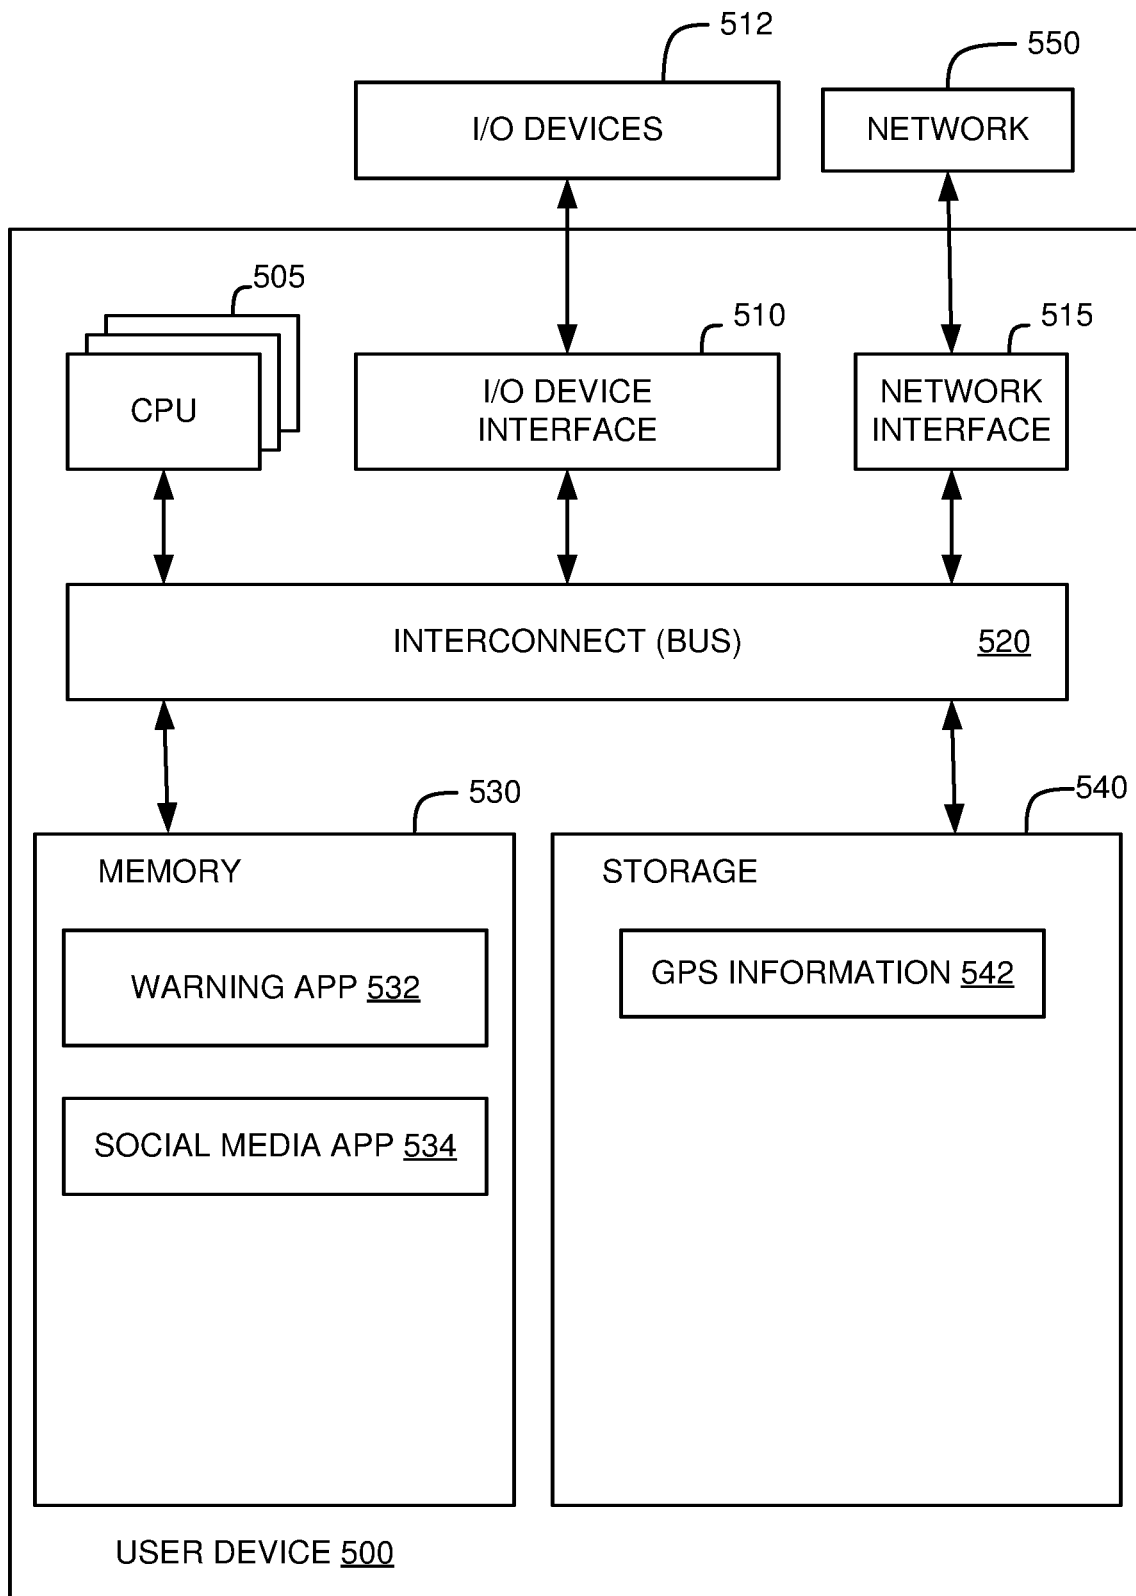 512
550
I/O DEVICES
NETWORK
505
510
515
CPU
I/O DEVICE
INTERFACE
NETWORK
INTERFACE
INTERCONNECT (BUS) 520
530
540
MEMORY
STORAGE
WARNING APP 532
GPS INFORMATION 542
SOCIAL MEDIA APP 534
USER DEVICE 500